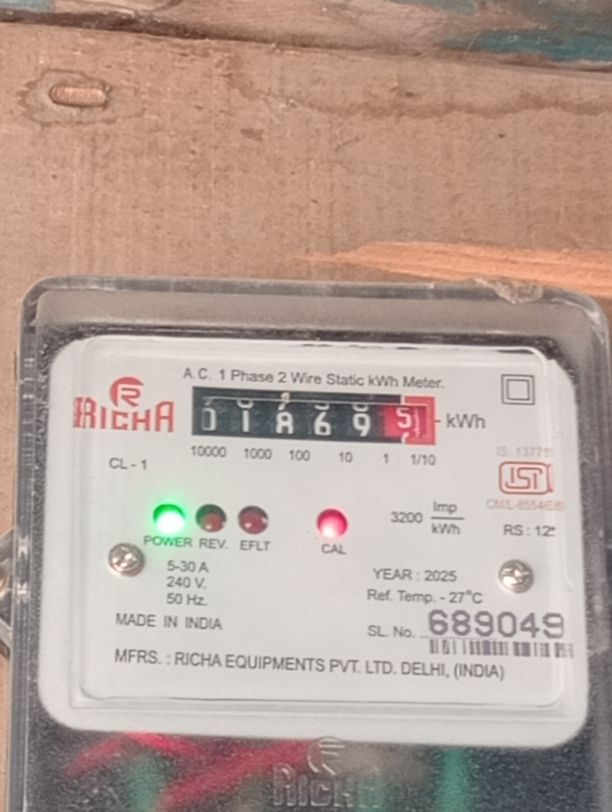 A.C. 1 Phase 2 Wire Static kWh Meter.
RICHA
kWh
10000 1000 100 10 1 1/10
CL - 1
IS : 13779
ISI
3200 Imp/kWh
RS : 12
POWER REV. EFLT CAL
5-30 A
240 V.
50 Hz.
YEAR : 2025
Ref. Temp. - 27°C
MADE IN INDIA
SL. No. 689049
MFRS. : RICHA EQUIPMENTS PVT. LTD. DELHI, (INDIA)
RICHA